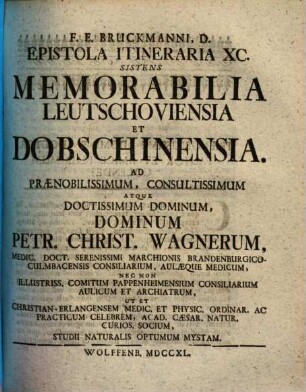 F. E. BRUCKMANNI, D.
EPISTOLA ITINERARIA XC.
SISTENS
MEMORABILIA
LEUTSCHOVIENSIA
ET
DOBSCHINENSIA.
AD
PRÆNOBILISSIMUM, CONSULTISSIMUM
ATQUE
DOCTISSIMUM DOMINUM,
DOMINUM
PETR. CHRIST. WAGNERUM,
MEDIC. DOCT. SERENISSIMI MARCHIONIS BRANDENBURGICO-
CULMBACENSIS CONSILIARIUM, AULÆQUE MEDICUM;
NEC NON
ILLUSTRISS. COMITUM PAPPENHEIMENSIUM CONSILIARIUM
AULICUM ET ARCHIATRUM,
UT ET
CHRISTIAN-ERLANGENSEM MEDIC. ET PHYSIC. ORDINAR. AC
PRACTICUM CELEBREM; ACAD. CÆSAR. NATUR.
CURIOS. SOCIUM,
STUDII NATURALIS OPTUMUM MYSTAM.
WOLFFENB. MDCCXL.